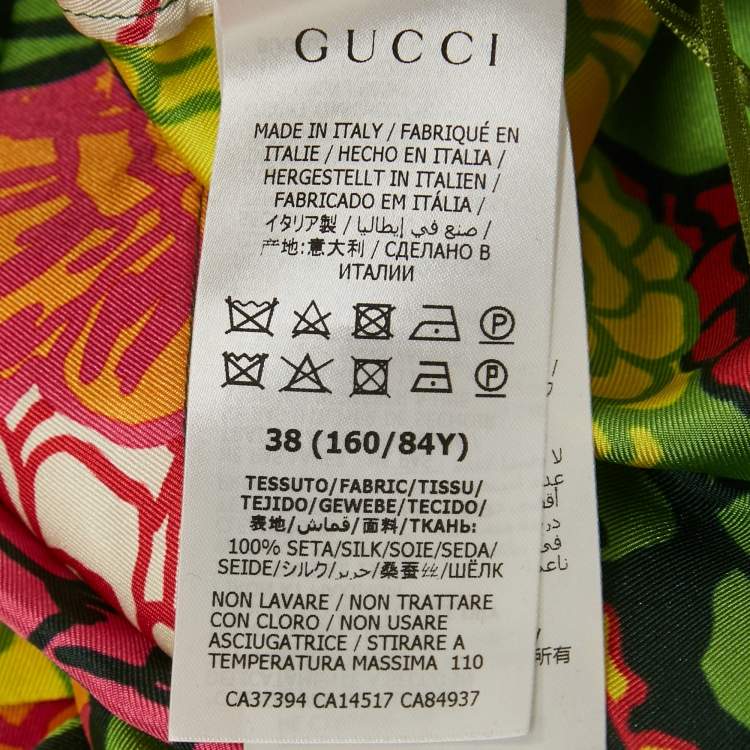 GUCCI
MADE IN ITALY / FABRIQUÉ EN
ITALIE / HECHO EN ITALIA /
HERGESTELLT IN ITALIEN /
FABRICADO EM ITÁLIA /
イタリア製 / صنع في إيطاليا /
产地:意大利 / СДЕЛАНО В
ИТАЛИИ
P
P
38 (160/84Y)
TESSUTO/FABRIC/TISSU/
TEJIDO/GEWEBE/TECIDO/
表地/قماش/面料/ТКАНЬ:
100% SETA/SILK/SOIE/SEDA/
SEIDE/シルク/حرير/桑蚕丝/ШЁЛК
NON LAVARE / NON TRATTARE
CON CLORO / NON USARE
ASCIUGATRICE / STIRARE A
TEMPERATURA MASSIMA 110
CA37394 CA14517 CA84937
لا
في
所有